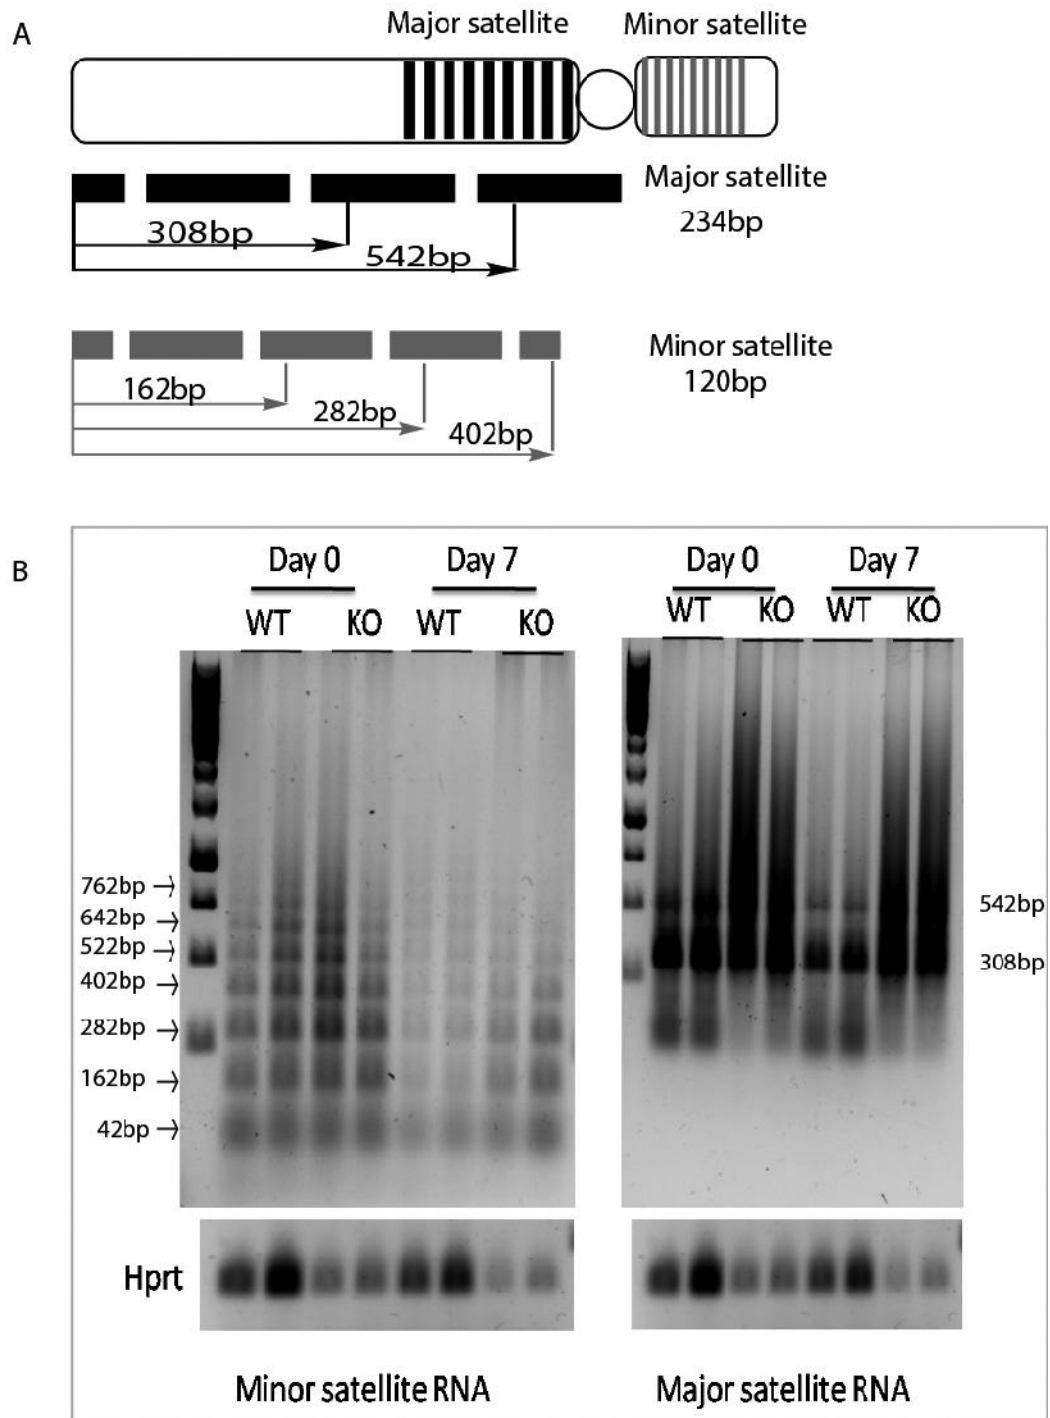 A
Major satellite
Minor satellite
Major satellite
234bp
308bp
542bp
Minor satellite
120bp
162bp
282bp
402bp
B
Day 0
Day 7
WT
KO
WT
KO
Day 0
Day 7
WT
KO
WT
KO
762bp
642bp
522bp
402bp
282bp
162bp
42bp
542bp
308bp
Hprt
Minor satellite RNA
Major satellite RNA